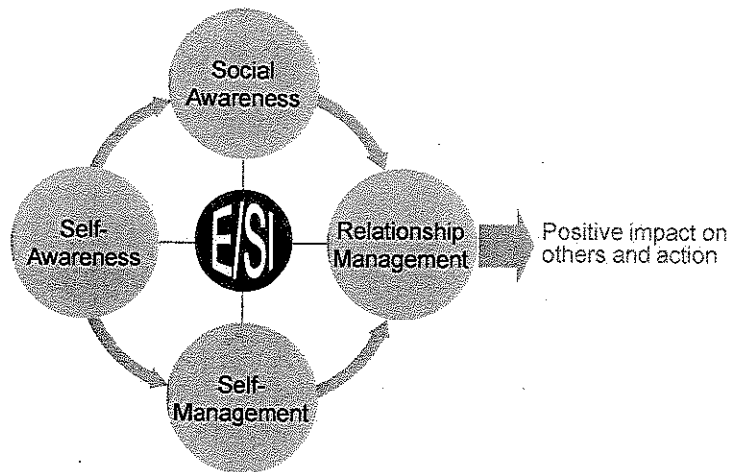 Social
Awareness
Self-
Awareness
E/SI
Relationship
Management
Positive impact on
others and action
Self-
Management